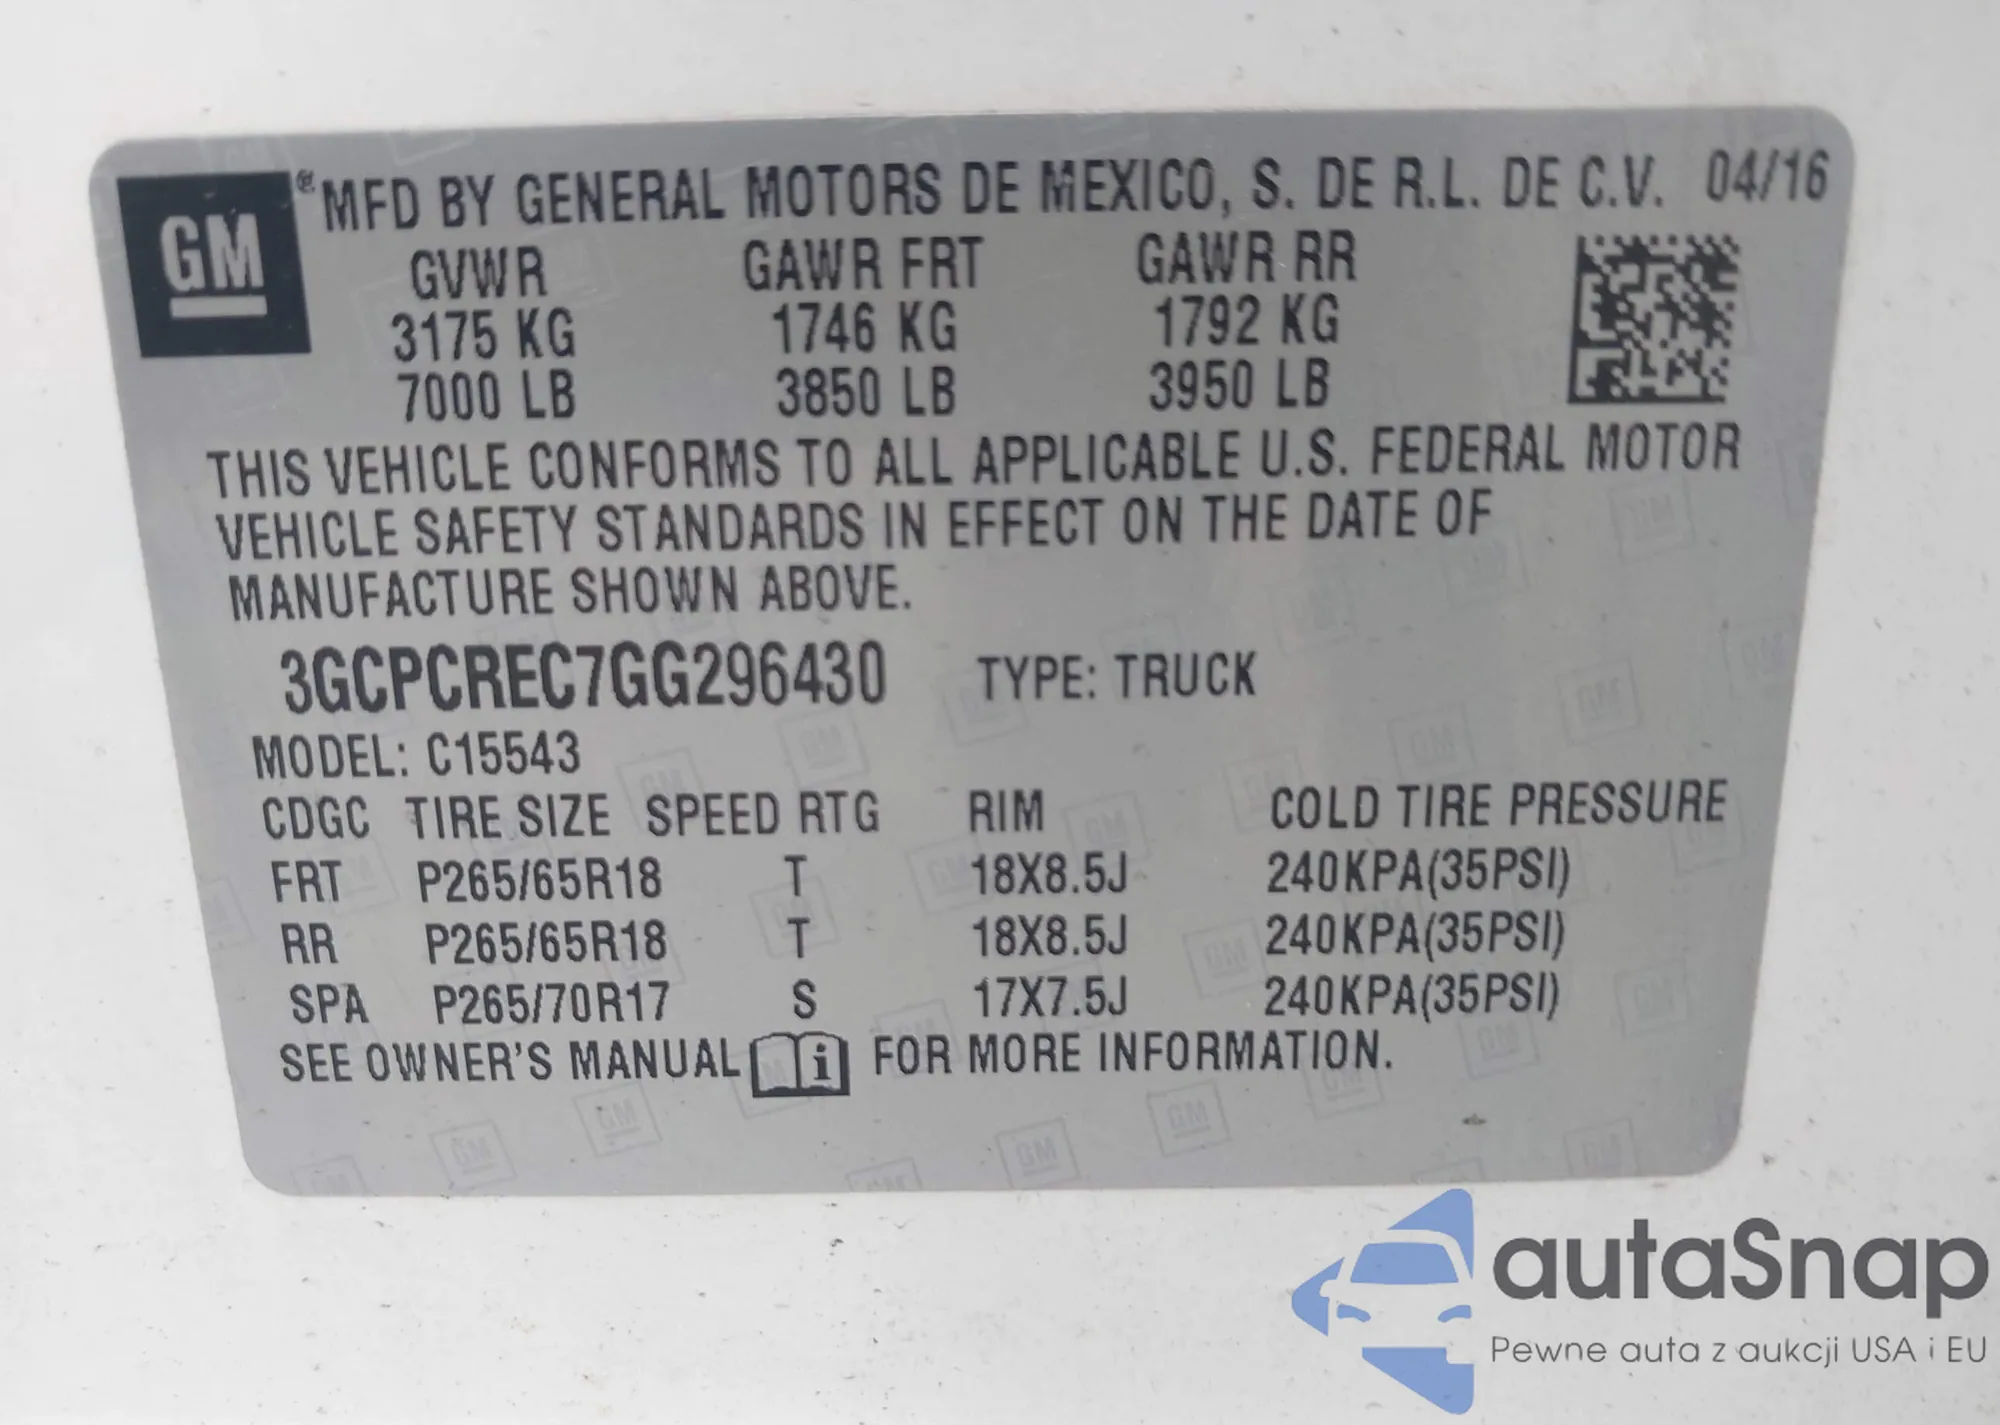 GM ® MFD BY GENERAL MOTORS DE MEXICO, S. DE R.L. DE C.V. 04/16
GVWR GAWR FRT GAWR RR
3175 KG 1746 KG 1792 KG
7000 LB 3850 LB 3950 LB
THIS VEHICLE CONFORMS TO ALL APPLICABLE U.S. FEDERAL MOTOR
VEHICLE SAFETY STANDARDS IN EFFECT ON THE DATE OF
MANUFACTURE SHOWN ABOVE.
3GCPCREC7GG296430 TYPE: TRUCK
MODEL: C15543
CDGC TIRE SIZE SPEED RTG RIM COLD TIRE PRESSURE
FRT P265/65R18 T 18X8.5J 240KPA(35PSI)
RR P265/65R18 T 18X8.5J 240KPA(35PSI)
SPA P265/70R17 S 17X7.5J 240KPA(35PSI)
SEE OWNER'S MANUAL i FOR MORE INFORMATION.
autaSnap
Pewne auta z aukcji USA i EU